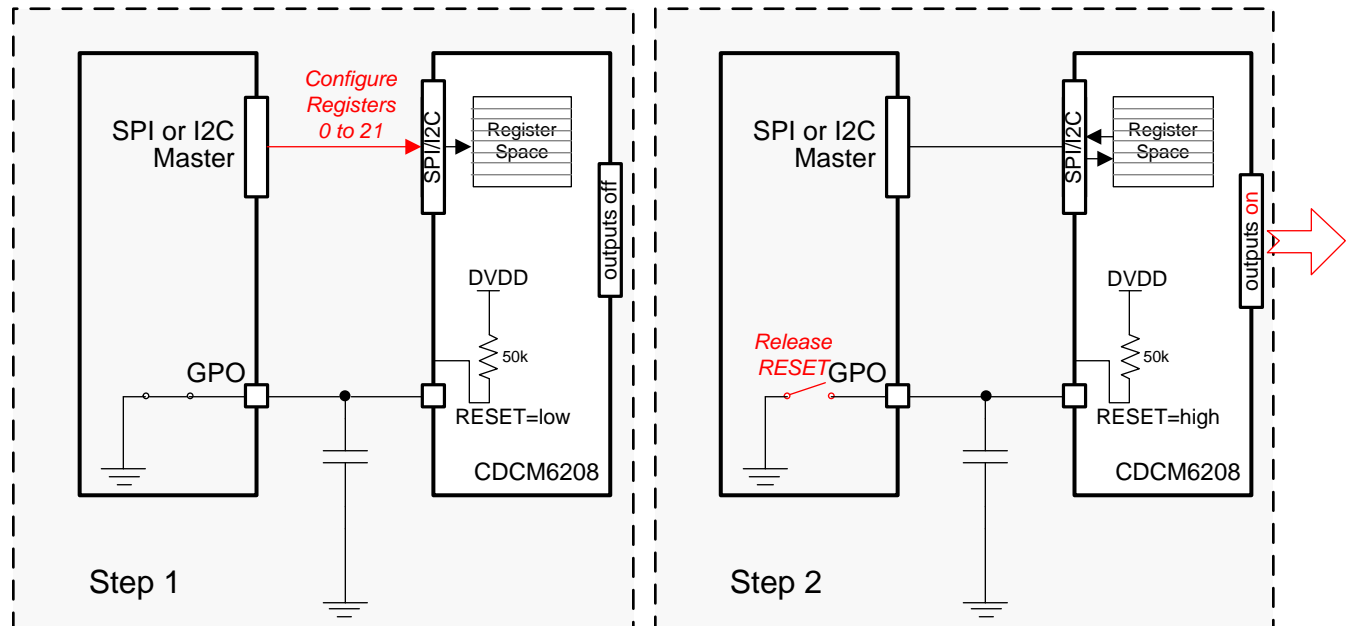 Configure
Registers
0 to 21
SPI or I2C
Master
SPI/I2C
Register
Space
outputs off
DVDD
50k
GPO
RESET=low
CDCM6208
Step 1
SPI or I2C
Master
SPI/I2C
Register
Space
outputs on
DVDD
50k
Release
RESET
GPO
RESET=high
CDCM6208
Step 2